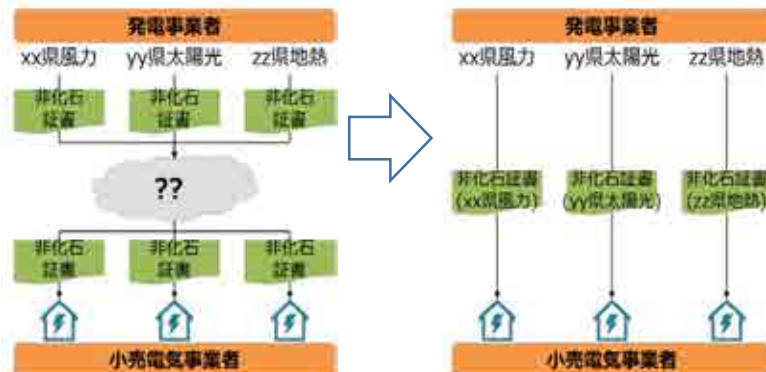 発電事業者
xx県風力 yy県太陽光 zz県地熱
非化石
証書
非化石
証書
非化石
証書
??
非化石
証書
非化石
証書
非化石
証書
小売電気事業者
発電事業者
xx県風力 yy県太陽光 zz県地熱
非化石証書
(xx県風力)
非化石証書
(yy県太陽光)
非化石証書
(zz県地熱)
小売電気事業者